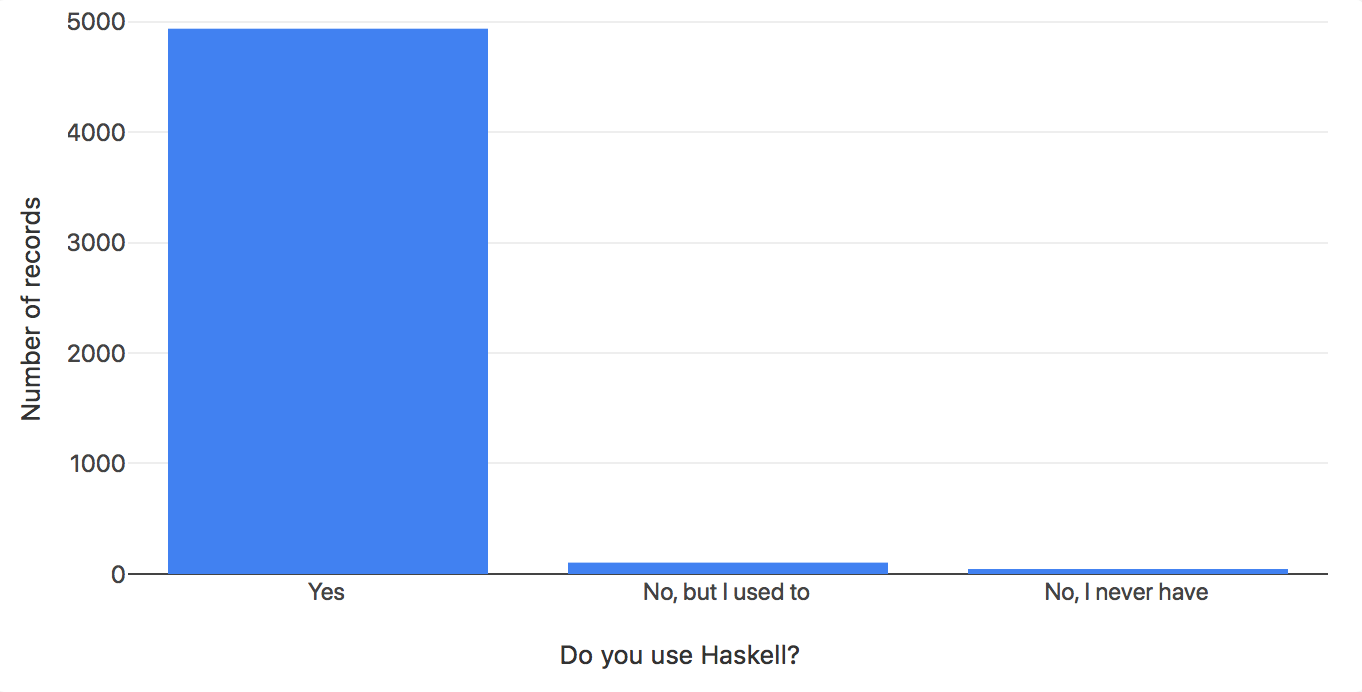 5000
4000
3000
2000
1000
0
Number of records
Yes
No, but I used to
No, I never have
Do you use Haskell?